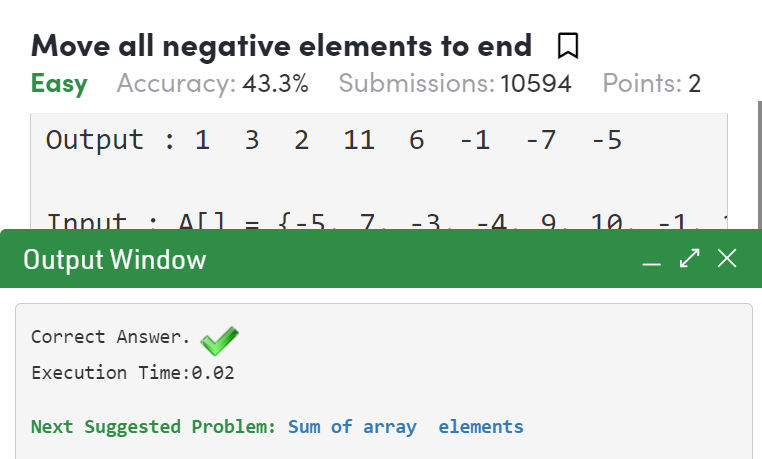 Move all negative elements to end
Easy Accuracy: 43.3% Submissions: 10594 Points: 2
Output : 1 3 2 11 6 -1 -7 -5
Input : A[] = {-5, 7, -3, -4, 9, 10, -1,
Output Window
Correct Answer.
Execution Time:0.02
Next Suggested Problem: Sum of array elements